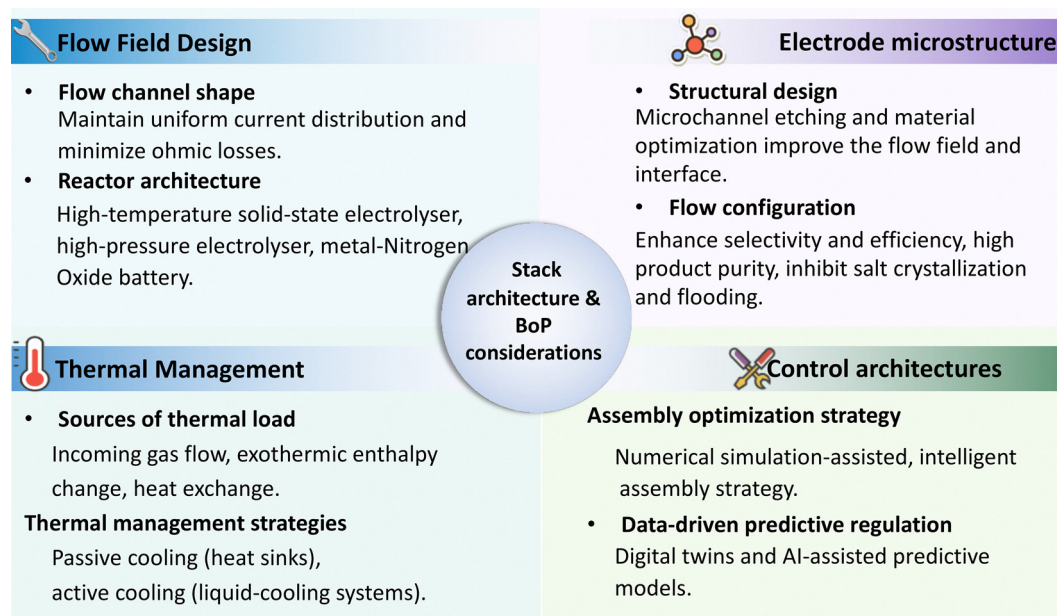 Flow Field Design
• Flow channel shape
Maintain uniform current distribution and
minimize ohmic losses.
• Reactor architecture
High-temperature solid-state electrolyser,
high-pressure electrolyser, metal-Nitrogen
Oxide battery.
Electrode microstructure
• Structural design
Microchannel etching and material
optimization improve the flow field and
interface.
• Flow configuration
Enhance selectivity and efficiency, high
product purity, inhibit salt crystallization
and flooding.
Stack
architecture &
BoP
considerations
Thermal Management
• Sources of thermal load
Incoming gas flow, exothermic enthalpy
change, heat exchange.
Thermal management strategies
Passive cooling (heat sinks),
active cooling (liquid-cooling systems).
Control architectures
Assembly optimization strategy
Numerical simulation-assisted, intelligent
assembly strategy.
• Data-driven predictive regulation
Digital twins and AI-assisted predictive
models.